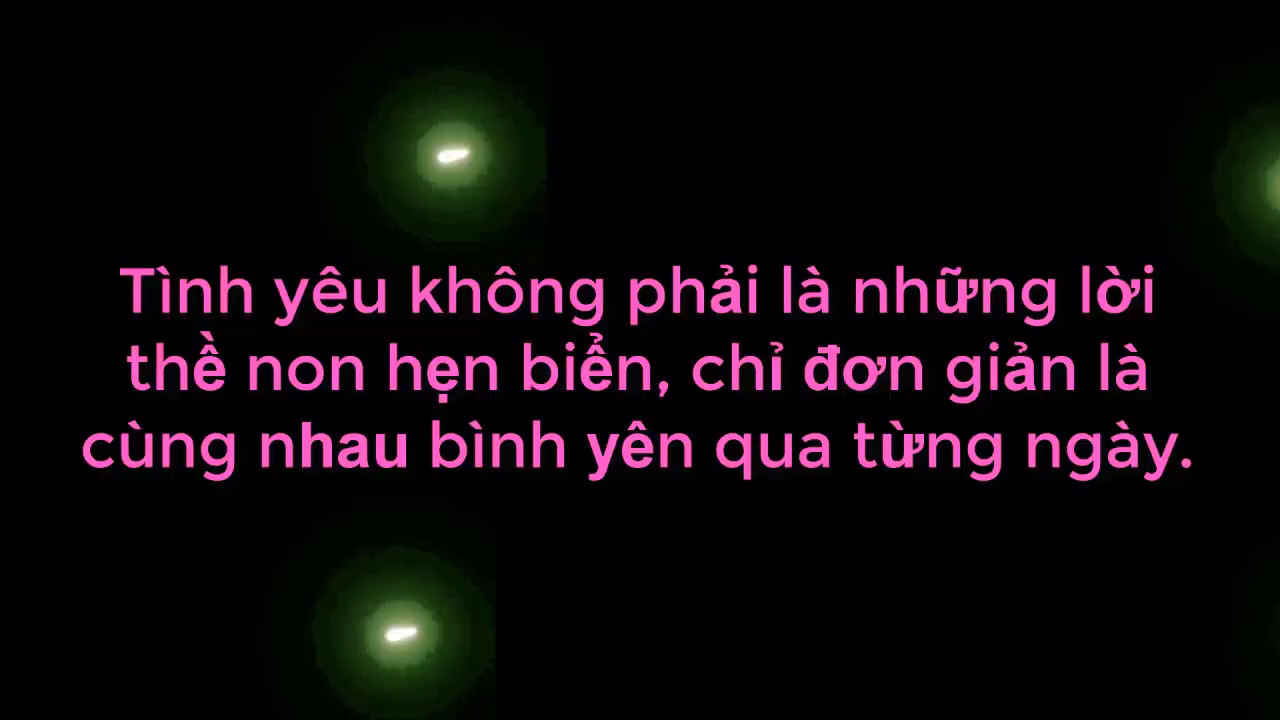 Tình yêu không phải là những lời
thề non hẹn biển, chỉ đơn giản là
cùng nhau bình yên qua từng ngày.